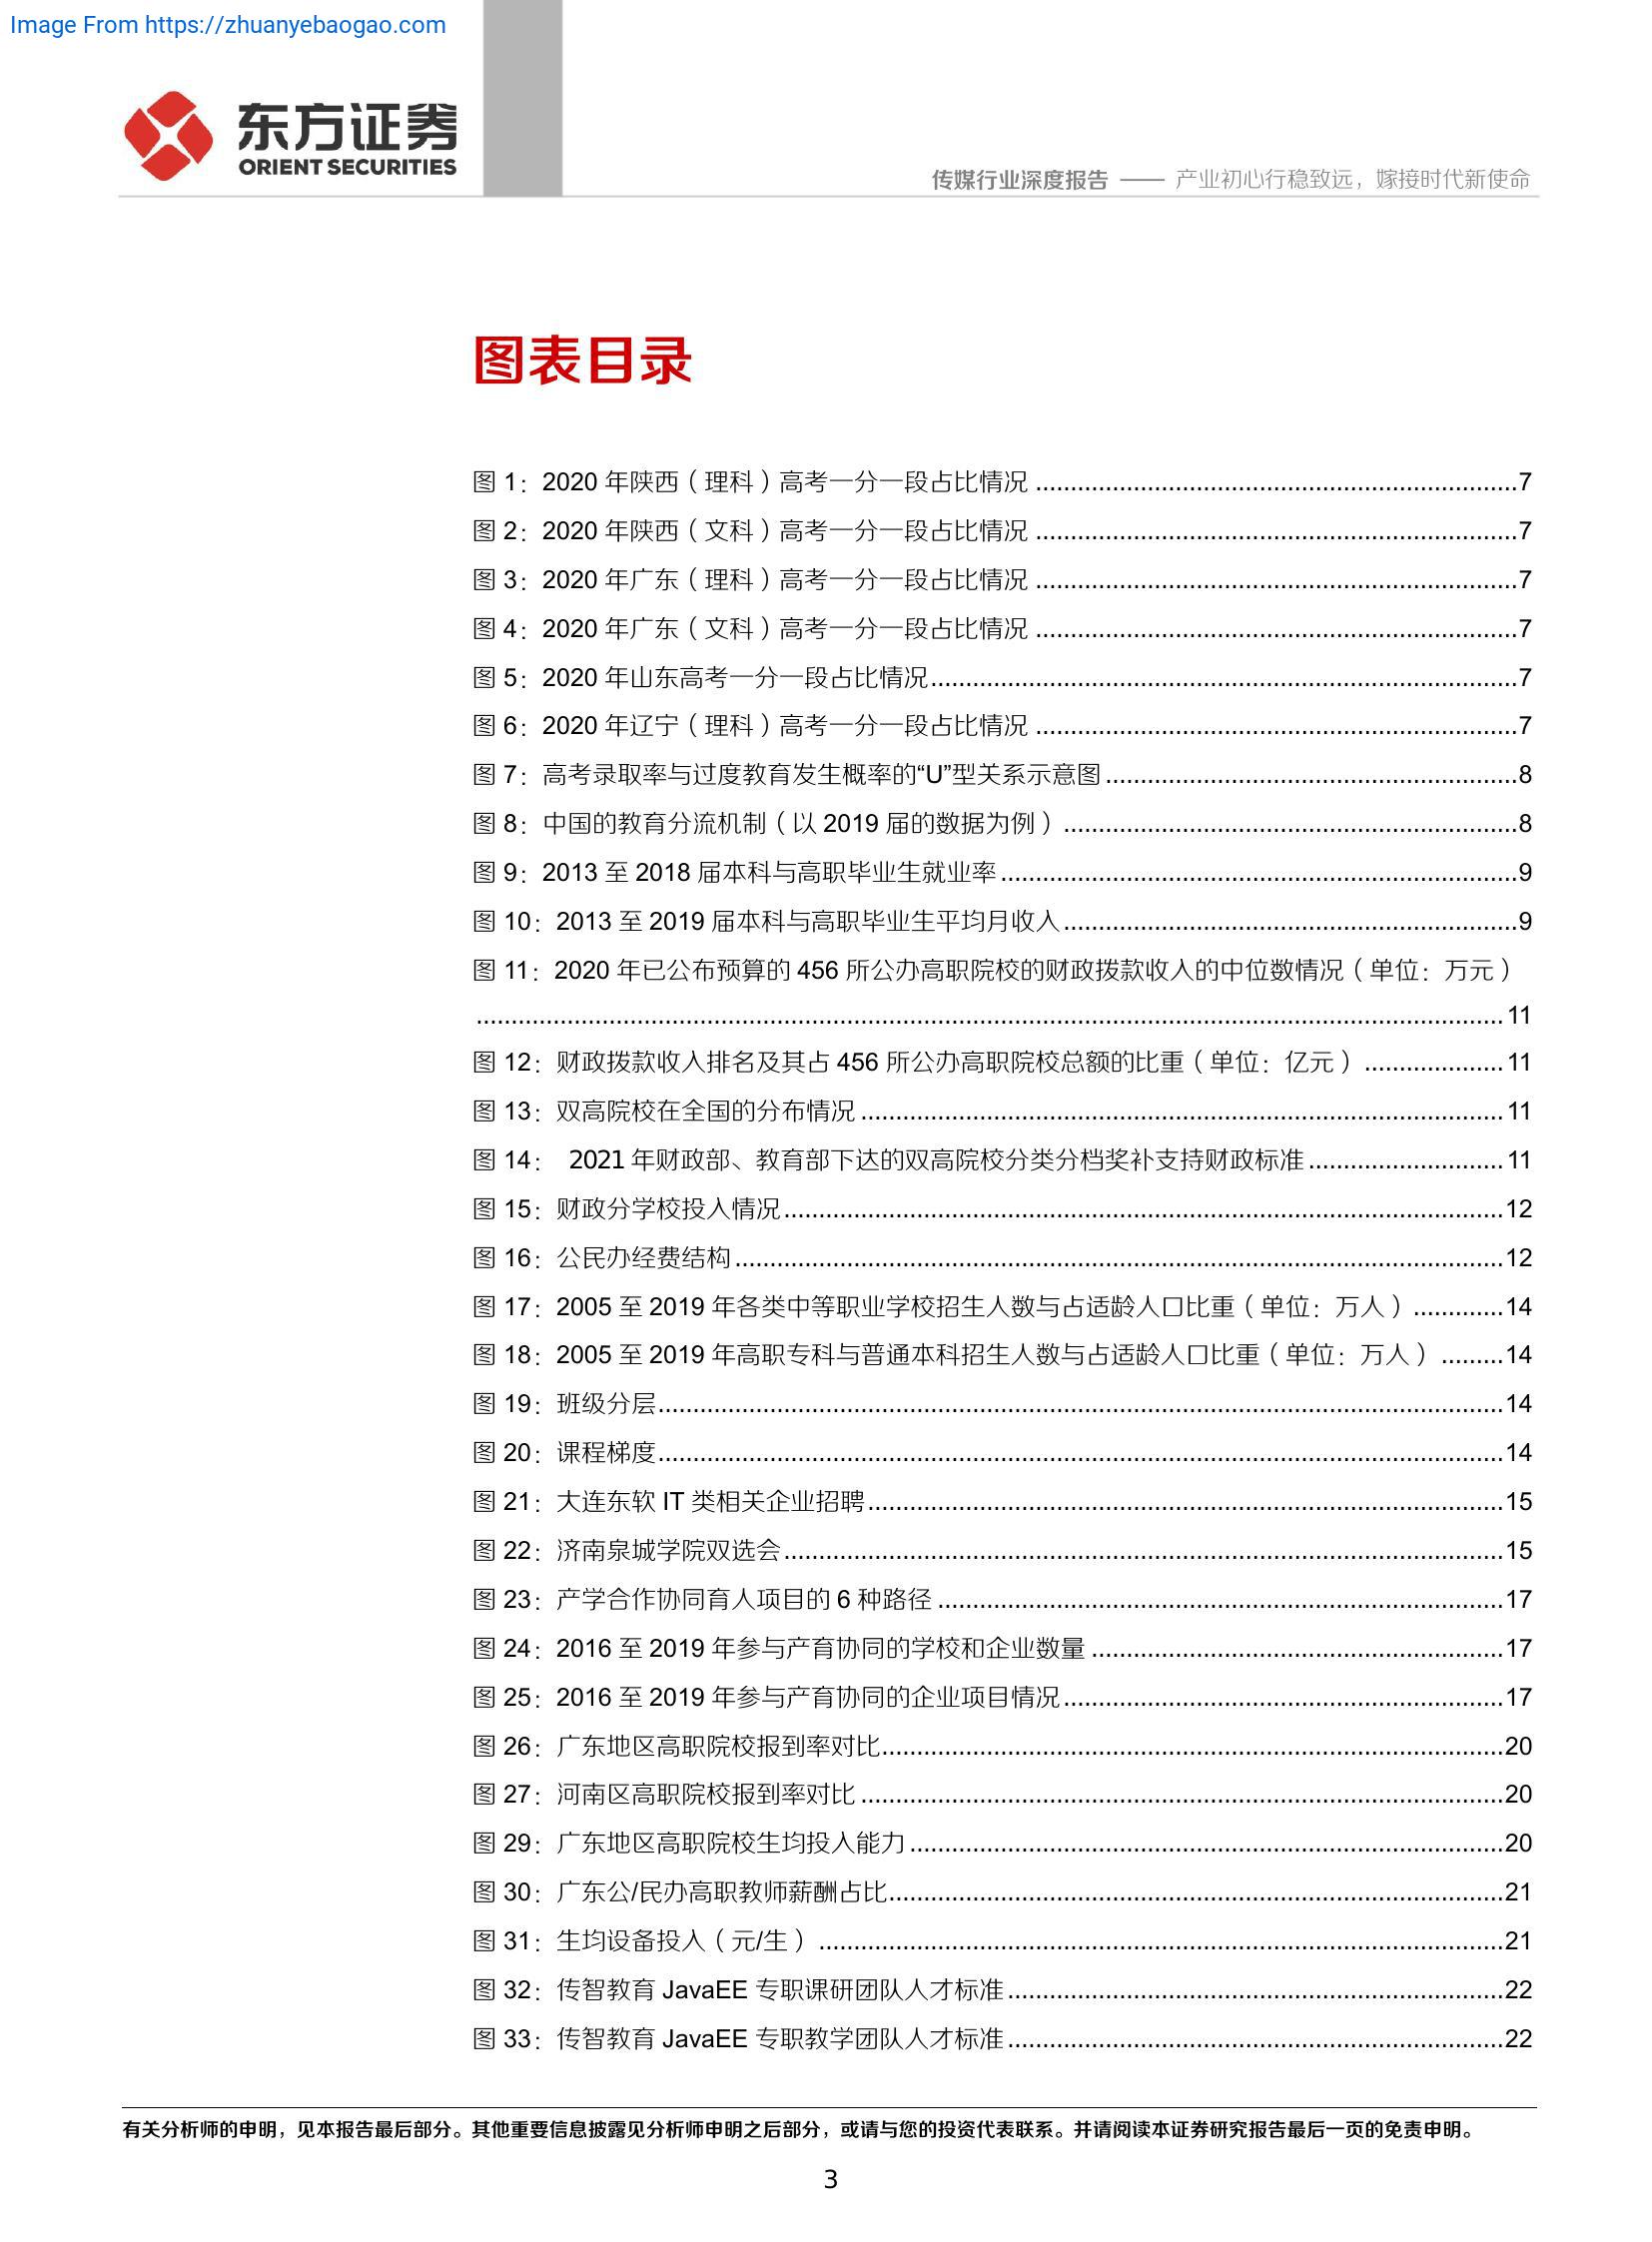 Image From https://zhuanyebaogao.com
东方证券
ORIENT SECURITIES
传媒行业深度报告 —— 产业初心行稳致远，嫁接时代新使命
图表目录
图 1：2020 年陕西（理科）高考一分一段占比情况 ........................................................................7
图 2：2020 年陕西（文科）高考一分一段占比情况 ........................................................................7
图 3：2020 年广东（理科）高考一分一段占比情况 ........................................................................7
图 4：2020 年广东（文科）高考一分一段占比情况 ........................................................................7
图 5：2020 年山东高考一分一段占比情况........................................................................7
图 6：2020 年辽宁（理科）高考一分一段占比情况 ........................................................................7
图 7：高考录取率与过度教育发生概率的“U”型关系示意图........................................................................8
图 8：中国的教育分流机制（以 2019 届的数据为例）........................................................................8
图 9：2013 至 2018 届本科与高职毕业生就业率........................................................................9
图 10：2013 至 2019 届本科与高职毕业生平均月收入........................................................................9
图 11：2020 年已公布预算的 456 所公办高职院校的财政拨款收入的中位数情况（单位：万元）
........................................................................11
图 12：财政拨款收入排名及其占 456 所公办高职院校总额的比重（单位：亿元）....................11
图 13：双高院校在全国的分布情况........................................................................11
图 14： 2021 年财政部、教育部下达的双高院校分类分档奖补支持财政标准............................11
图 15：财政分学校投入情况........................................................................12
图 16：公民办经费结构........................................................................12
图 17：2005 至 2019 年各类中等职业学校招生人数与占适龄人口比重（单位：万人）.............14
图 18：2005 至 2019 年高职专科与普通本科招生人数与占适龄人口比重（单位：万人）.........14
图 19：班级分层........................................................................14
图 20：课程梯度........................................................................14
图 21：大连东软 IT 类相关企业招聘........................................................................15
图 22：济南泉城学院双选会........................................................................15
图 23：产学合作协同育人项目的 6 种路径........................................................................17
图 24：2016 至 2019 年参与产育协同的学校和企业数量........................................................................17
图 25：2016 至 2019 年参与产育协同的企业项目情况........................................................................17
图 26：广东地区高职院校报到率对比........................................................................20
图 27：河南区高职院校报到率对比........................................................................20
图 29：广东地区高职院校生均投入能力........................................................................20
图 30：广东公/民办高职教师薪酬占比........................................................................21
图 31：生均设备投入（元/生）........................................................................21
图 32：传智教育 JavaEE 专职课研团队人才标准........................................................................22
图 33：传智教育 JavaEE 专职教学团队人才标准........................................................................22
有关分析师的申明，见本报告最后部分。其他重要信息披露见分析师申明之后部分，或请与您的投资代表联系。并请阅读本证券研究报告最后一页的免责申明。
3